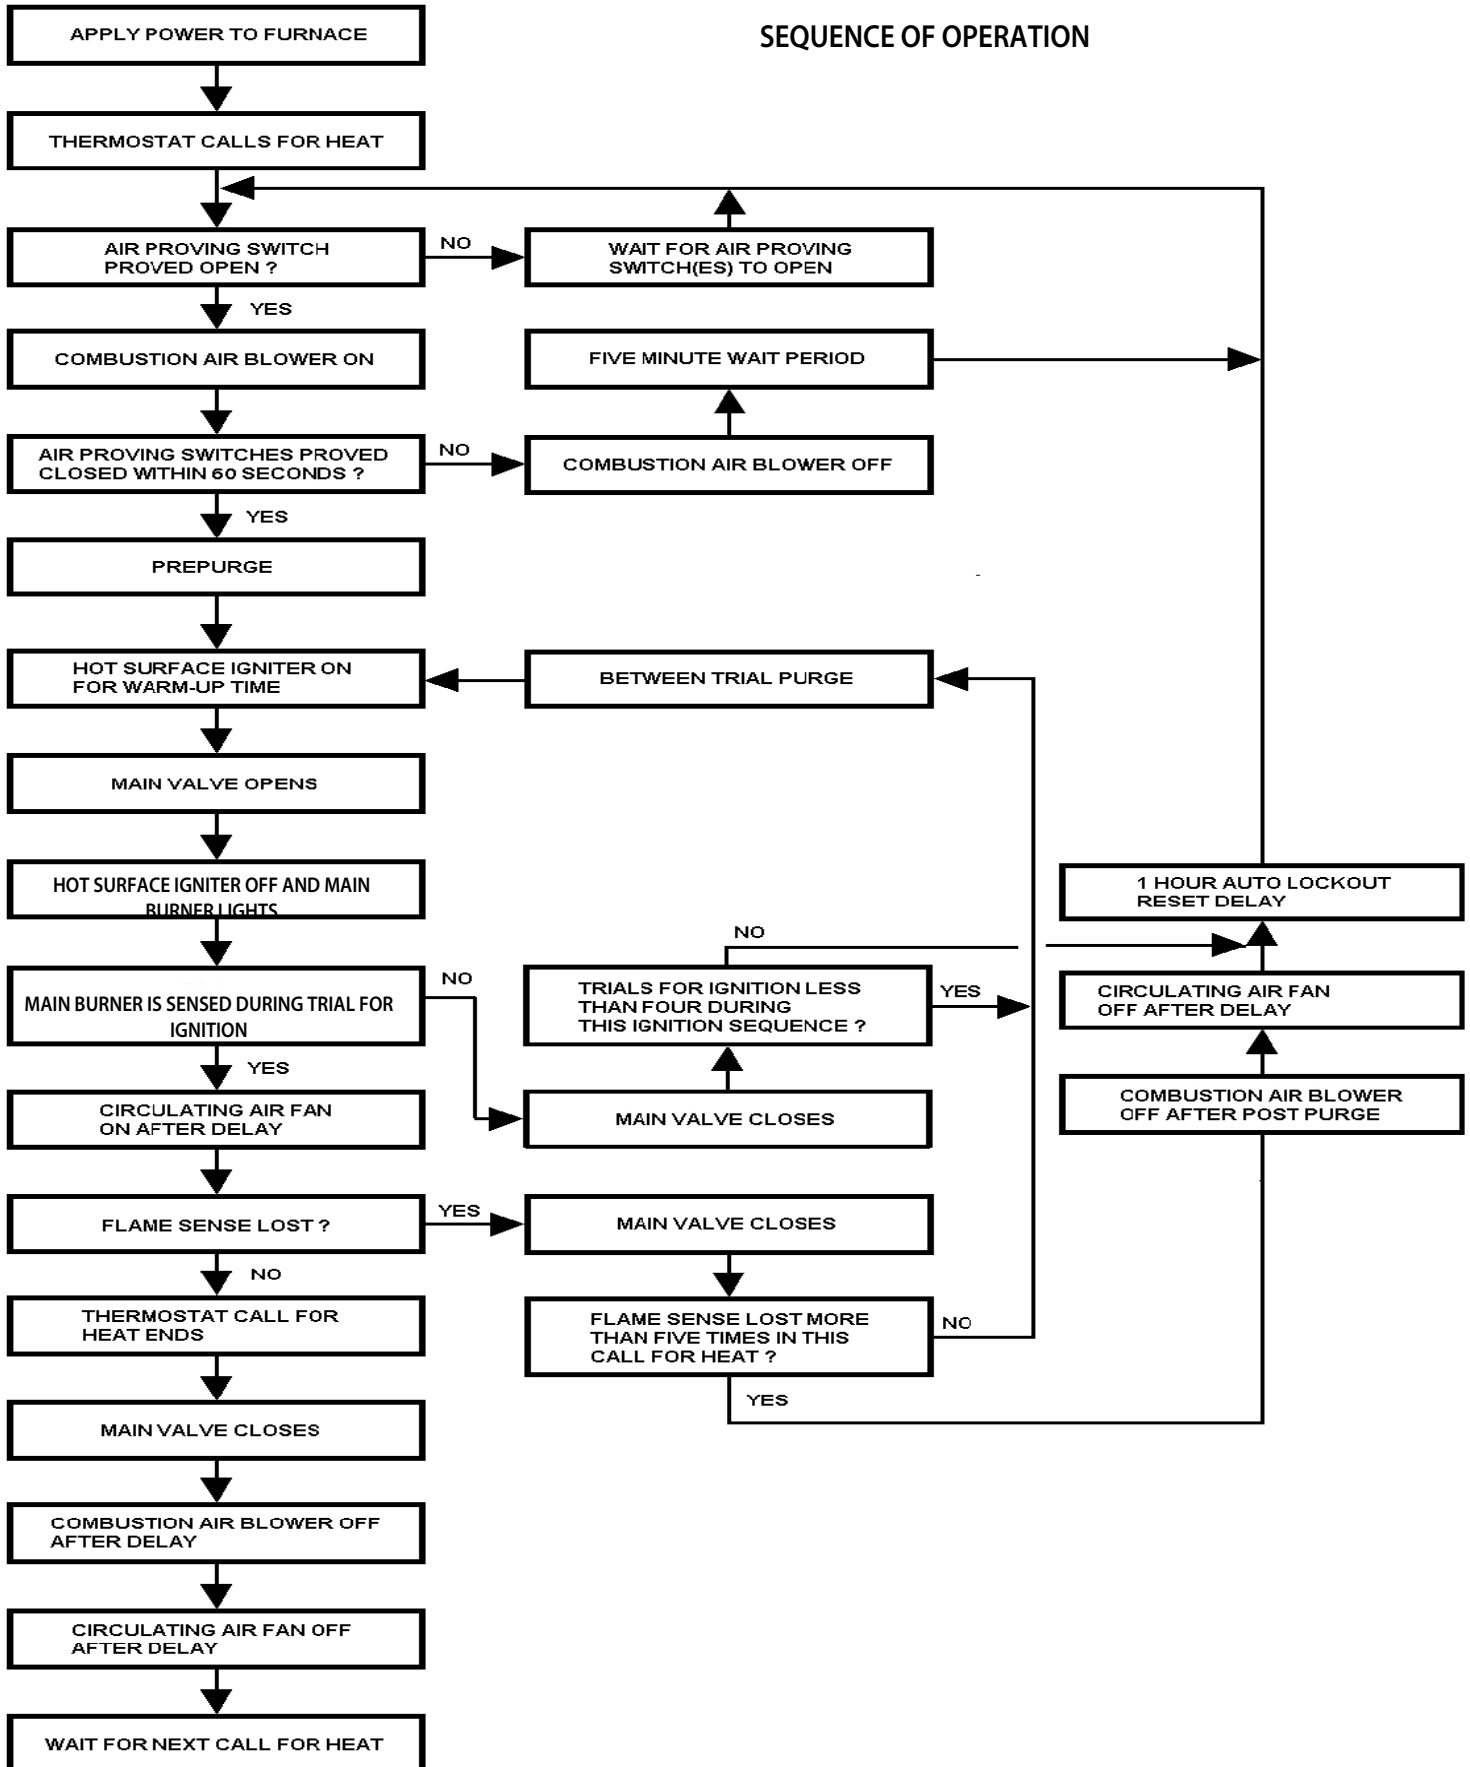 SEQUENCE OF OPERATION
APPLY POWER TO FURNACE
THERMOSTAT CALLS FOR HEAT
AIR PROVING SWITCH
PROVED OPEN ?
NO
WAIT FOR AIR PROVING
SWITCH(ES) TO OPEN
YES
COMBUSTION AIR BLOWER ON
FIVE MINUTE WAIT PERIOD
AIR PROVING SWITCHES PROVED
CLOSED WITHIN 60 SECONDS ?
NO
COMBUSTION AIR BLOWER OFF
YES
PREPURGE
HOT SURFACE IGNITER ON
FOR WARM-UP TIME
BETWEEN TRIAL PURGE
MAIN VALVE OPENS
HOT SURFACE IGNITER OFF AND MAIN
BURNER LIGHTS
1 HOUR AUTO LOCKOUT
RESET DELAY
NO
MAIN BURNER IS SENSED DURING TRIAL FOR
IGNITION
NO
TRIALS FOR IGNITION LESS
THAN FOUR DURING
THIS IGNITION SEQUENCE ?
YES
CIRCULATING AIR FAN
OFF AFTER DELAY
YES
CIRCULATING AIR FAN
ON AFTER DELAY
MAIN VALVE CLOSES
COMBUSTION AIR BLOWER
OFF AFTER POST PURGE
FLAME SENSE LOST ?
YES
MAIN VALVE CLOSES
NO
THERMOSTAT CALL FOR
HEAT ENDS
FLAME SENSE LOST MORE
THAN FIVE TIMES IN THIS
CALL FOR HEAT ?
NO
YES
MAIN VALVE CLOSES
COMBUSTION AIR BLOWER OFF
AFTER DELAY
CIRCULATING AIR FAN OFF
AFTER DELAY
WAIT FOR NEXT CALL FOR HEAT